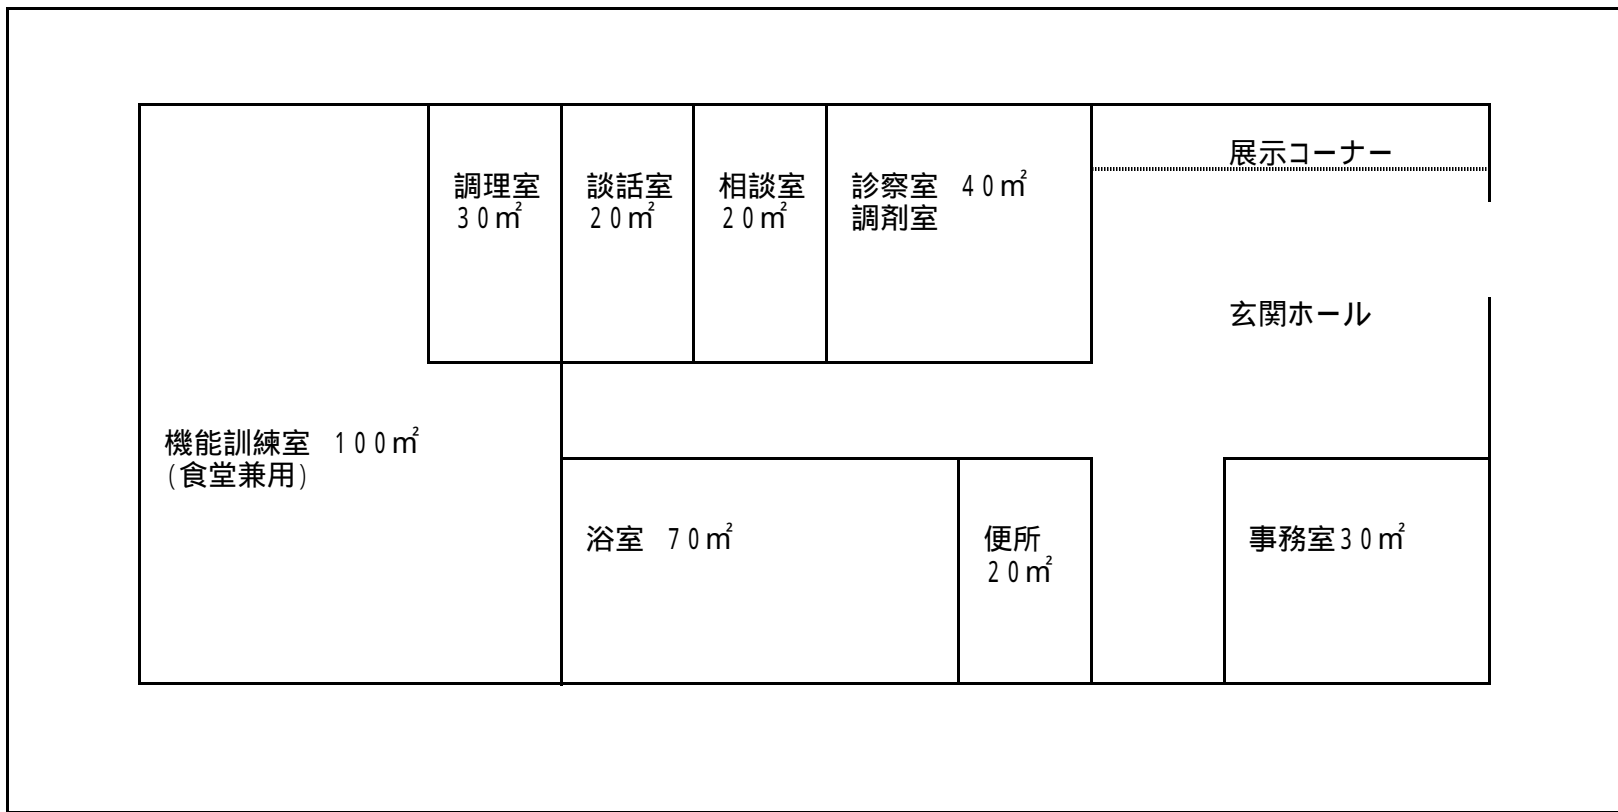 展示コーナー
調理室
30㎡
談話室
20㎡
相談室
20㎡
診察室 40㎡
調剤室
玄関ホール
機能訓練室 100㎡
(食堂兼用)
浴室 70㎡
便所
20㎡
事務室30㎡